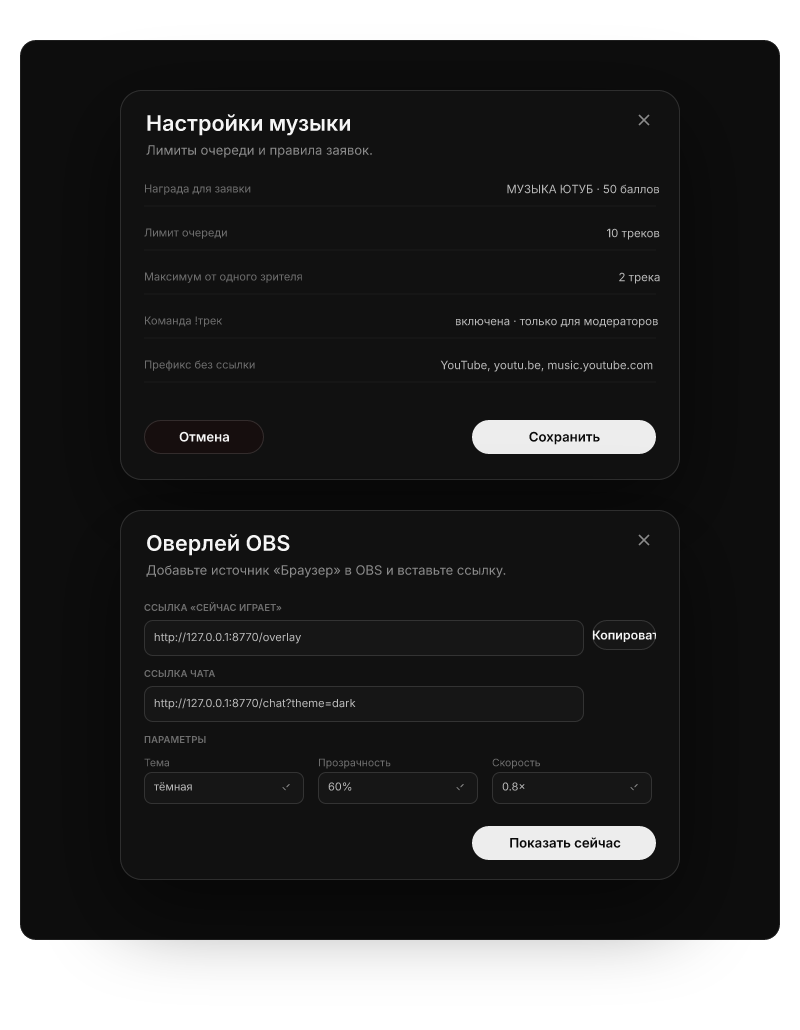 Настройки музыки
Лимиты очереди и правила заявок.
Награда для заявки МУЗЫКА ЮТУБ · 50 баллов
Лимит очереди 10 треков
Максимум от одного зрителя 2 трека
Команда !трек включена · только для модераторов
Префикс без ссылки YouTube, youtu.be, music.youtube.com
Отмена Сохранить
Оверлей OBS
Добавьте источник «Браузер» в OBS и вставьте ссылку.
ССЫЛКА «СЕЙЧАС ИГРАЕТ»
http://127.0.0.1:8770/overlay Копироват
ССЫЛКА ЧАТА
http://127.0.0.1:8770/chat?theme=dark
ПАРАМЕТРЫ
Тема Прозрачность Скорость
тёмная 60% 0.8×
Показать сейчас